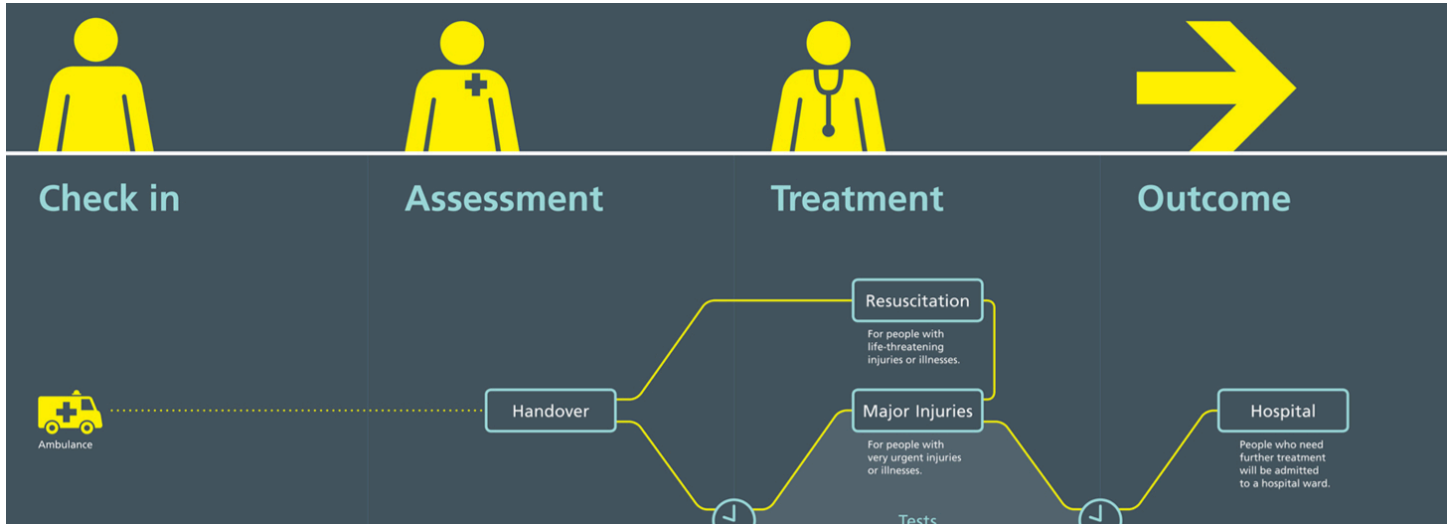 Check in
Assessment
Treatment
Outcome
Resuscitation
For people with
life-threatening
injuries or illnesses.
Ambulance
Handover
Major Injuries
For people with
very urgent injuries
or illnesses.
Hospital
People who need
further treatment
will be admitted
to a hospital ward.
Tests